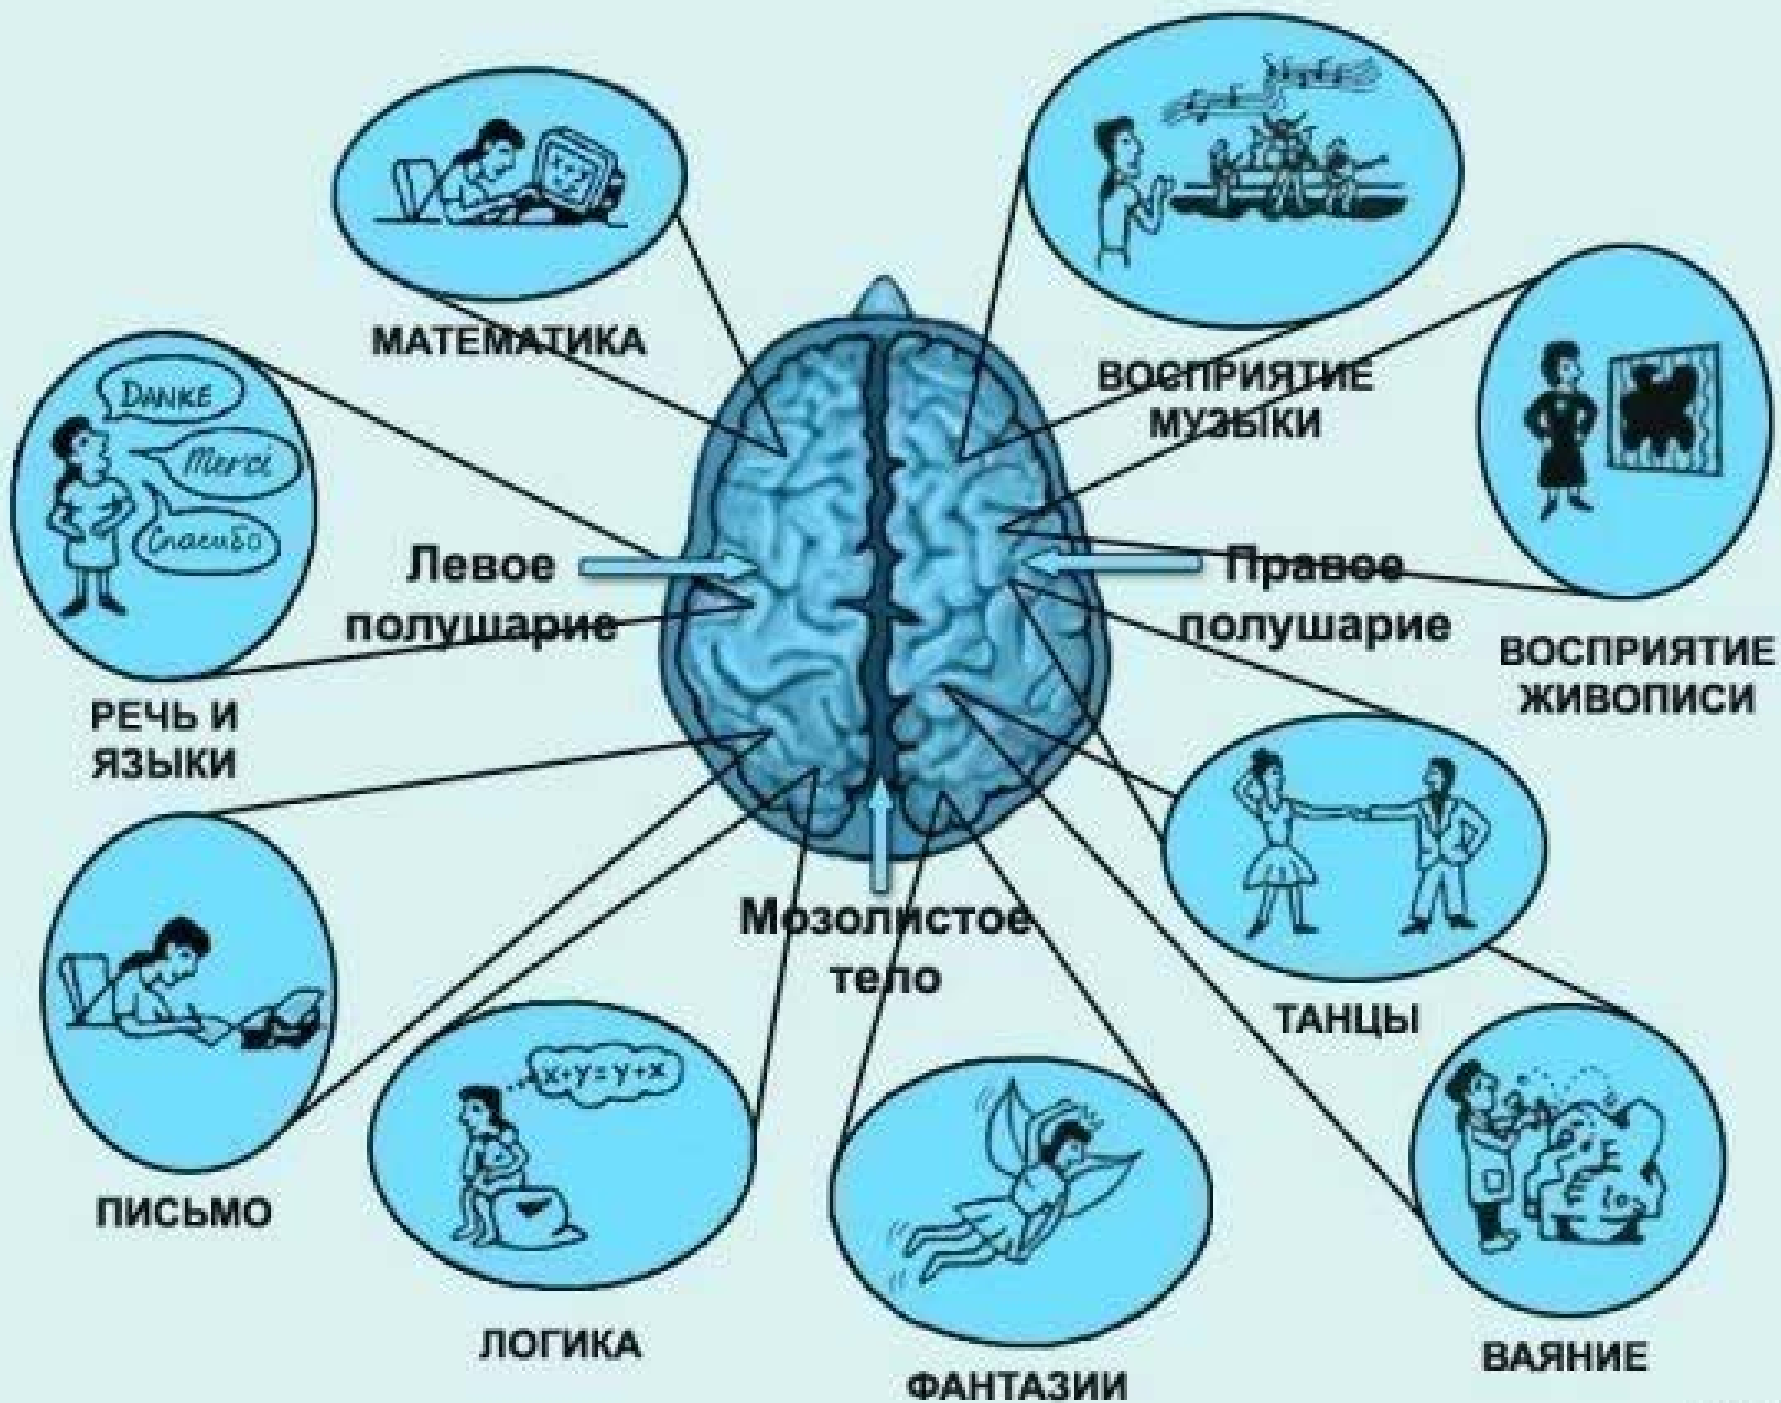 МАТЕМАТИКА
ВОСПРИЯТИЕ
МУЗЫКИ
DANKE
Merci
Спасибо
Левое
полушарие
Правое
полушарие
ВОСПРИЯТИЕ
ЖИВОПИСИ
РЕЧЬ И
ЯЗЫКИ
Мозолистое
тело
ТАНЦЫ
x+y=y+x
ПИСЬМО
ЛОГИКА
ФАНТАЗИИ
ВАЯНИЕ